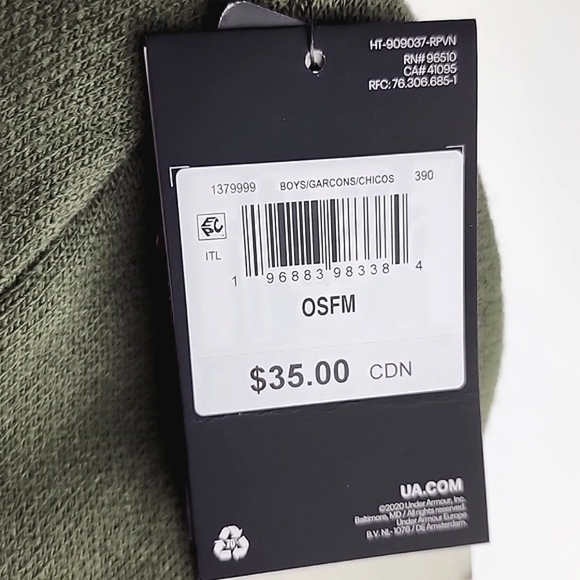 HT-909037-RPVN
RN# 96510
CA# 41095
RFC: 76.306.685-1
1379999 BOYS/GARCONS/CHICOS 390
ITL
1 96883 98338 4
OSFM
$35.00 CDN
UA.COM
©2020 Under Armour, Inc.
Baltimore, MD / All rights reserved.
Under Armour Europe
B.V. NL- 1076 / DE Amsterdam.